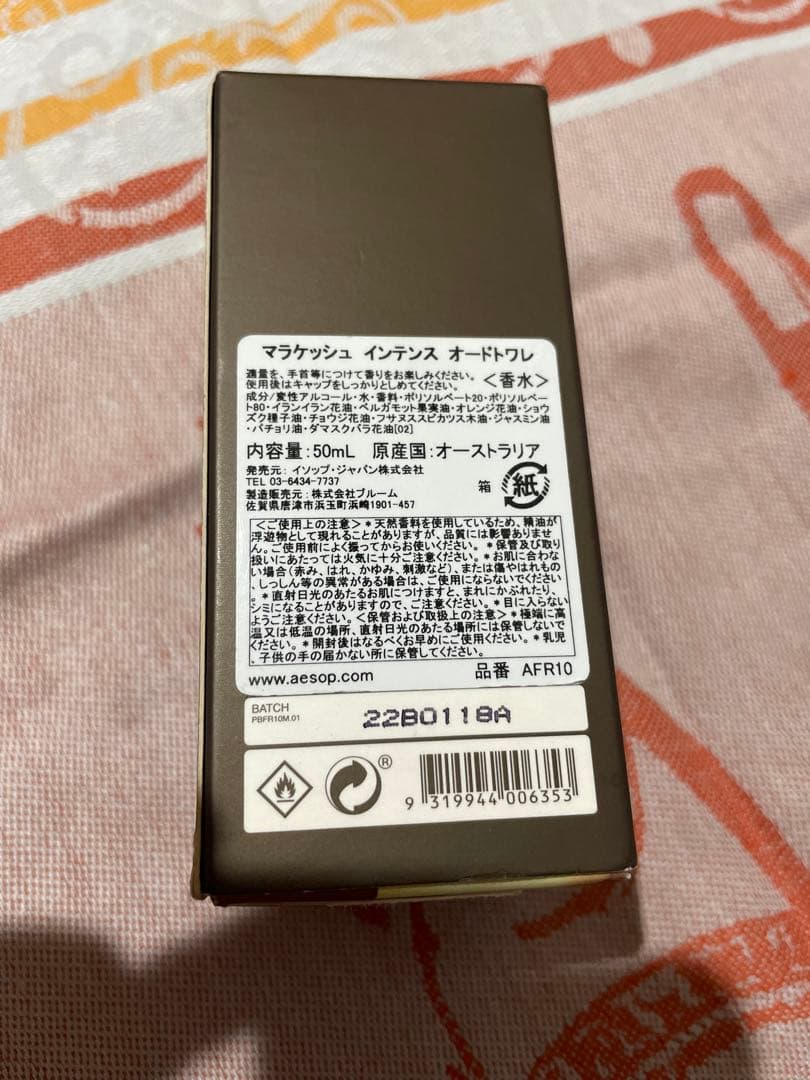 マラケッシュ インテンス オードトワレ
適量を、手首等につけて香りをお楽しみください。
使用後はキャップをしっかりとしめてください。
<香水>
成分/変性アルコール・水・香料・ポリソルベート20・ポリソルベー
ト80・イランイラン花油・ベルガモット果実油・オレンジ花油・ショウ
ズク種子油・チョウジ花油・フサヌススピカツス木油・ジャスミン油
・パチョリ油・ダマスクバラ花油[02]
内容量:50mL 原産国:オーストラリア
発売元: イソップ・ジャパン株式会社
TEL 03-6434-7737
製造販売元:株式会社ブルーム
佐賀県唐津市浜玉町浜崎1901-457
箱 紙
<ご使用上の注意>*天然香料を使用しているため、精油が
浮遊物として現れることがありますが、品質には影響ありませ
ん。ご使用前によく振ってからお使いください。*保管及び取り
扱いにあたっては火気に十分ご注意ください。*お肌に合わな
い場合(赤み、はれ、かゆみ、刺激など)、または傷やはれもの、
しっしん等の異常がある場合は、ご使用にならないでください
。*直射日光のあたるお肌につけますと、まれにかぶれたり、
シミになることがありますので、ご注意ください。*目に入らない
ようご注意ください。<保管および取扱上の注意>*極端に高
温又は低温の場所、直射日光のあたる場所には保管しないで
ください。*開封後はなるべくお早めにご使用ください。*乳児
、子供の手の届かない所に保管してください。
www.aesop.com 品番 AFR10
BATCH
PBFR10M.01
22B0118A
®
9 319944 006353